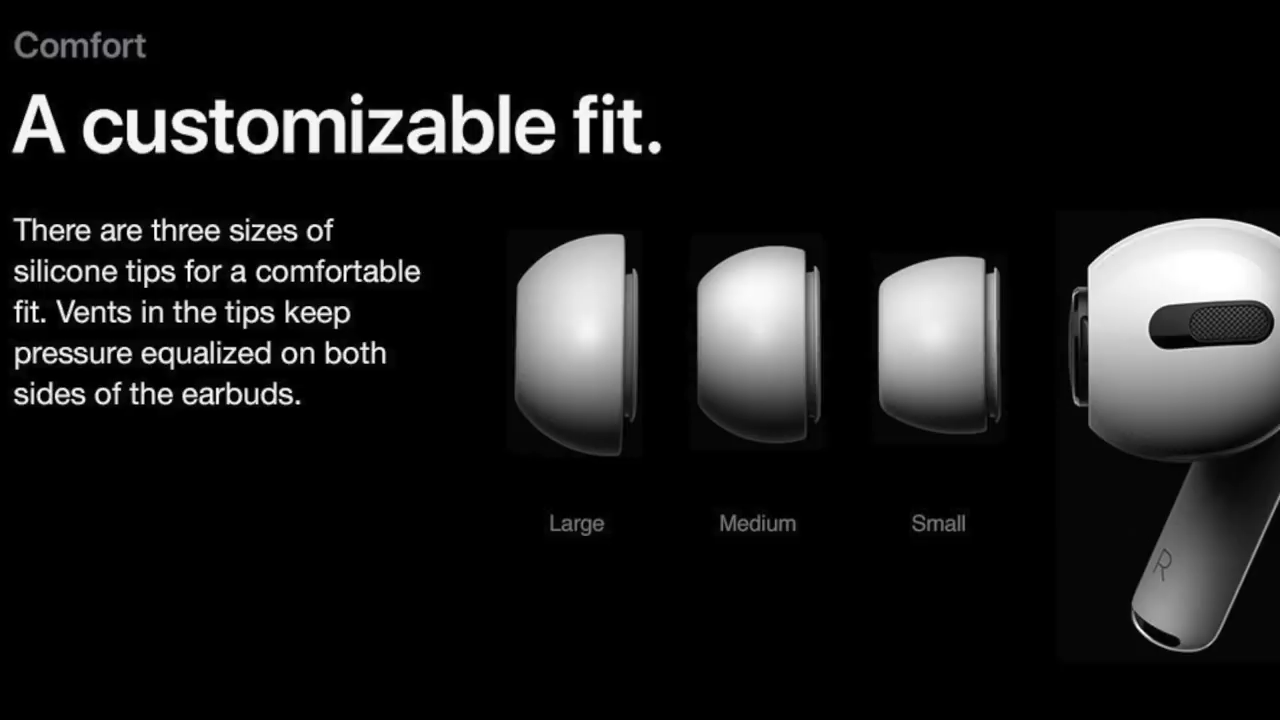 Comfort
A customizable fit.
There are three sizes of
silicone tips for a comfortable
fit. Vents in the tips keep
pressure equalized on both
sides of the earbuds.
Large
Medium
Small
R